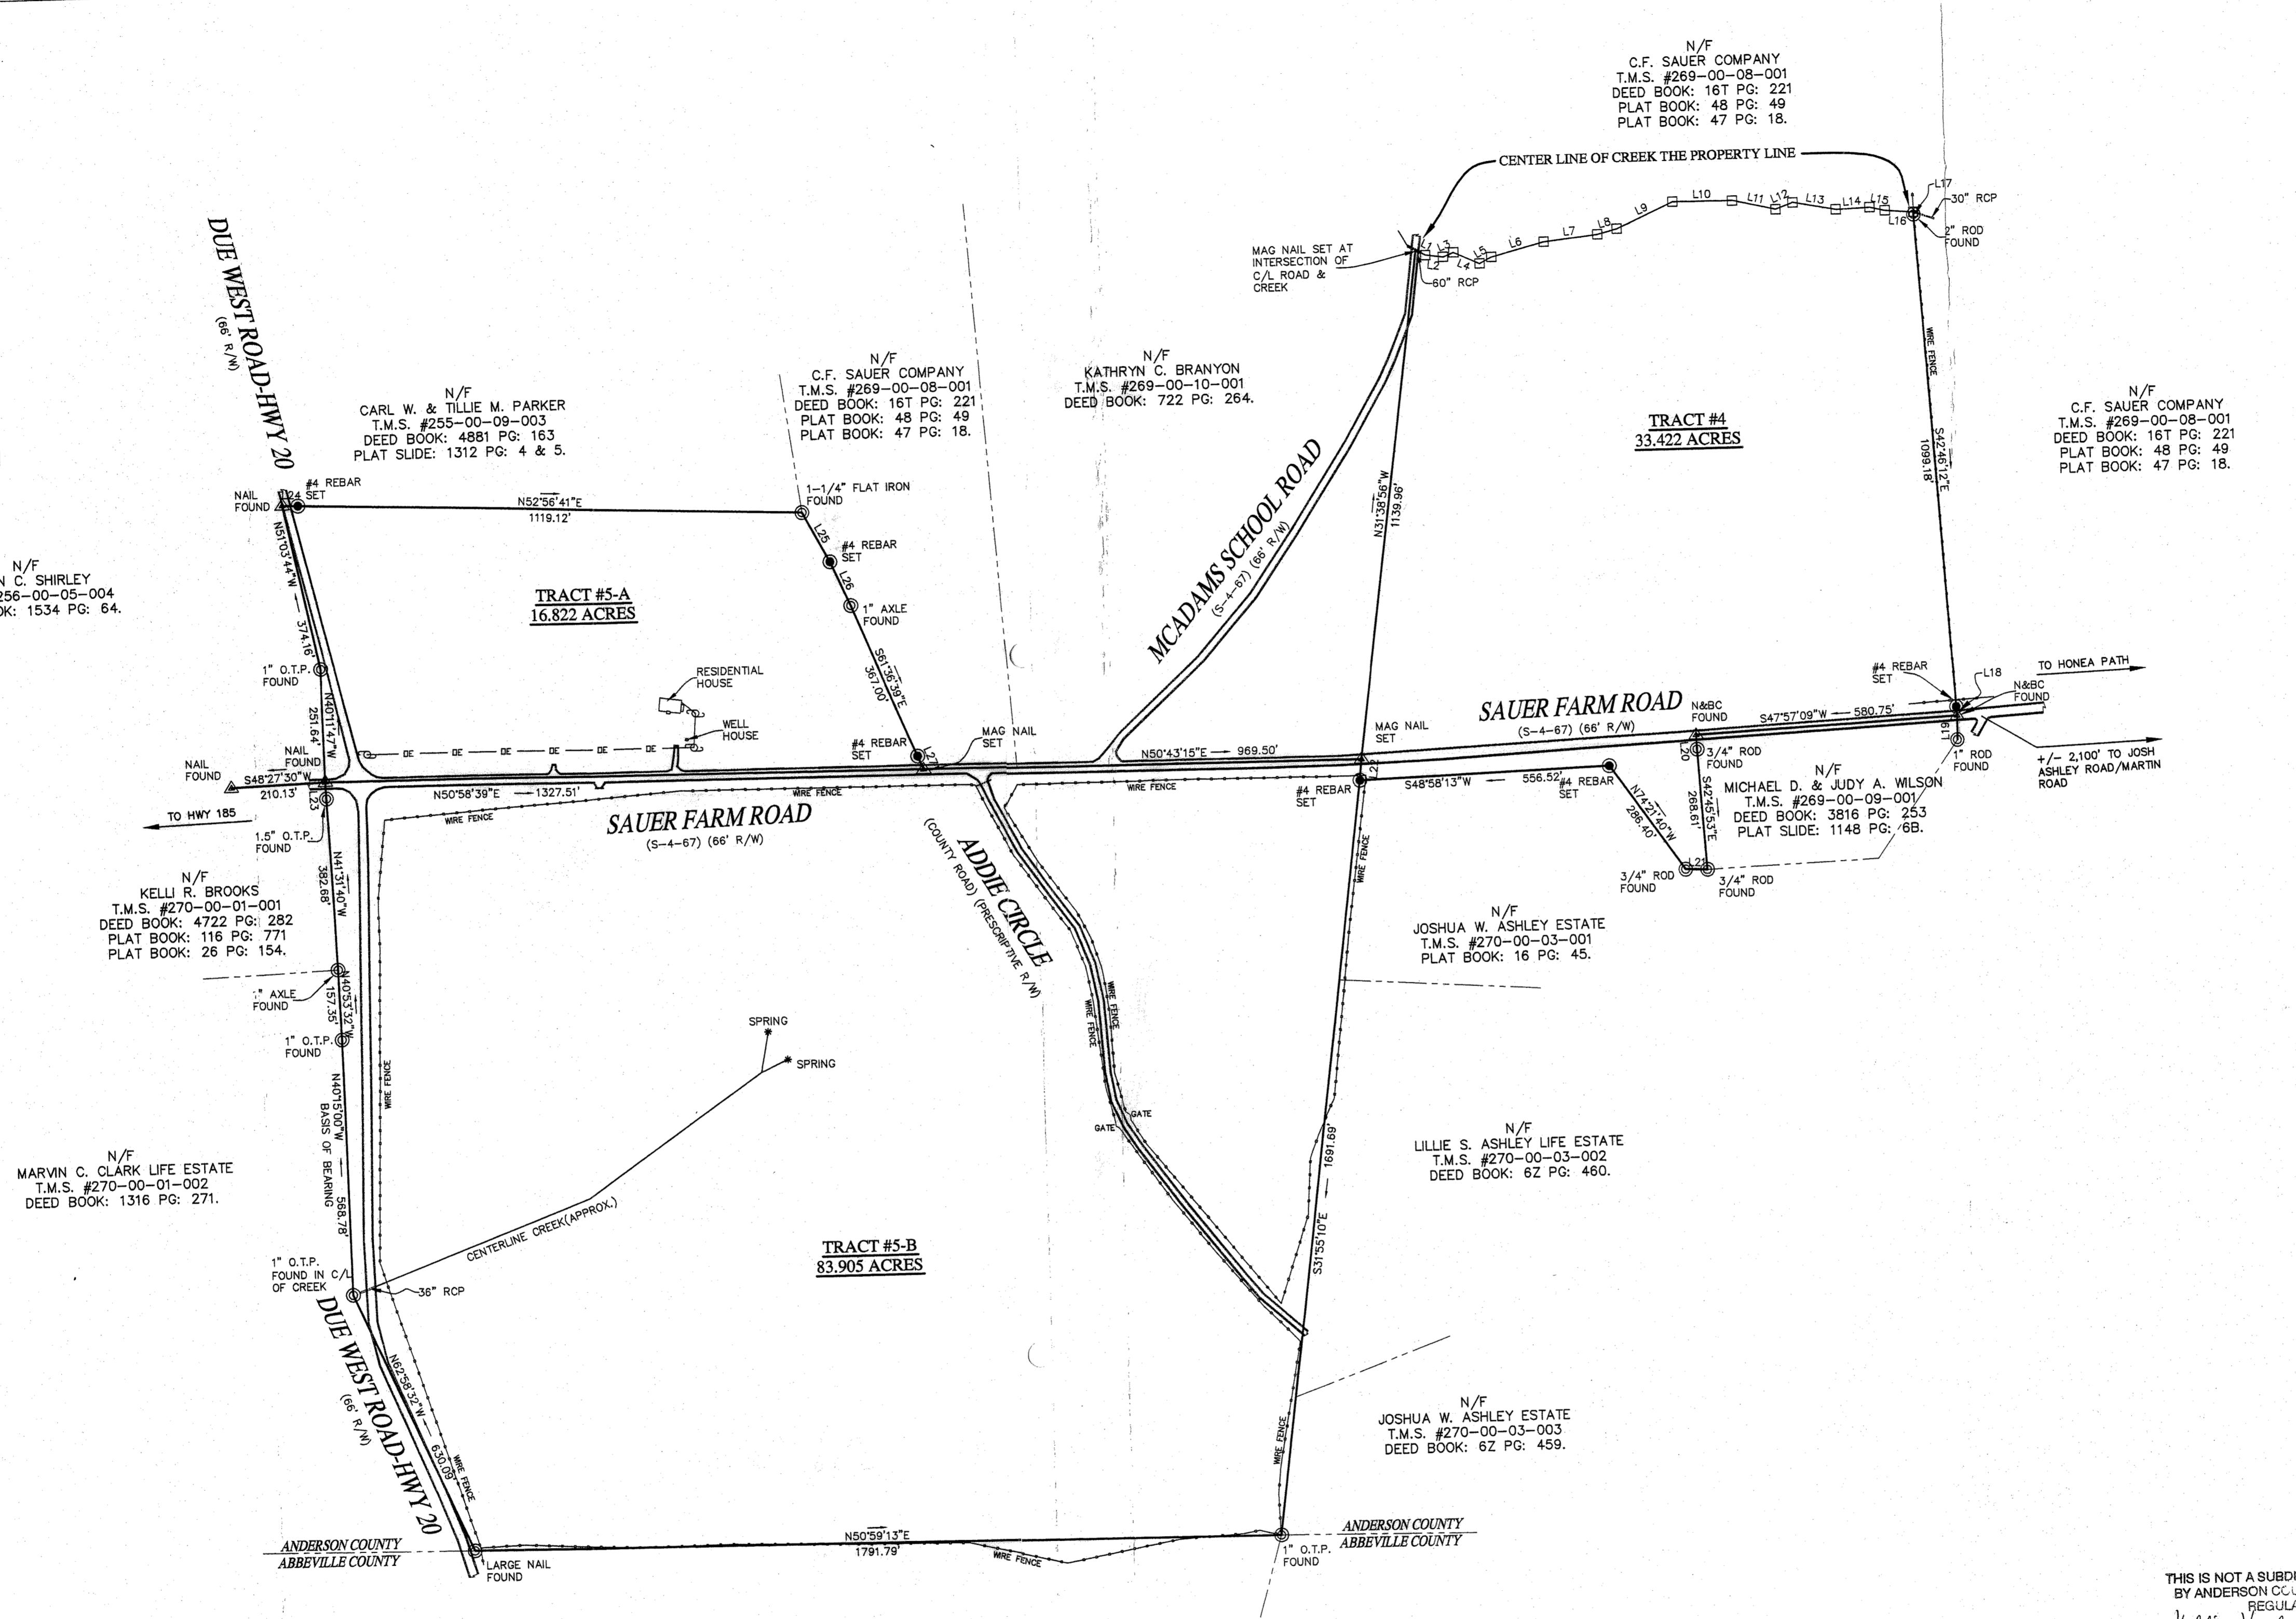 N/F
C.F. SAUER COMPANY
T.M.S. #269-00-08-001
DEED BOOK: 16T PG: 221
PLAT BOOK: 48 PG: 49
PLAT BOOK: 47 PG: 18.
CENTER LINE OF CREEK THE PROPERTY LINE
L1
L2
L3
L4
L5
L6
L7
L8
L9
L10
L11
L12
L13
L14
L15
L16
L17
30" RCP
2" ROD
FOUND
MAG NAIL SET AT
INTERSECTION OF
C/L ROAD &
CREEK
60" RCP
DUE WEST ROAD-HWY 20
(66' R/W)
N/F
CARL W. & TILLIE M. PARKER
T.M.S. #255-00-09-003
DEED BOOK: 4881 PG: 163
PLAT SLIDE: 1312 PG: 4 & 5.
N/F
C.F. SAUER COMPANY
T.M.S. #269-00-08-001
DEED BOOK: 16T PG: 221
PLAT BOOK: 48 PG: 49
PLAT BOOK: 47 PG: 18.
N/F
KATHRYN C. BRANYON
T.M.S. #269-00-10-001
DEED BOOK: 722 PG: 264.
TRACT #4
33.422 ACRES
WIRE FENCE
S42°46'12"E
1099.18'
N/F
C.F. SAUER COMPANY
T.M.S. #269-00-08-001
DEED BOOK: 16T PG: 221
PLAT BOOK: 48 PG: 49
PLAT BOOK: 47 PG: 18.
NAIL
FOUND
L24
#4 REBAR
SET
N52°56'41"E
1119.12'
1-1/4" FLAT IRON
FOUND
L25
#4 REBAR
SET
L26
1" AXLE
FOUND
N31°38'56"W
1139.96'
MCADAMS SCHOOL ROAD
(S-4-67) (66' R/W)
N/F
N C. SHIRLEY
256-00-05-004
OK: 1534 PG: 64.
N51°03'44"W
374.16'
TRACT #5-A
16.822 ACRES
S61°36'39"E
367.00'
1" O.T.P.
FOUND
N40°11'47"W
251.64'
RESIDENTIAL
HOUSE
WELL
HOUSE
OE OE OE OE OE OE
#4 REBAR
SET
L27
MAG NAIL
SET
NAIL
FOUND
NAIL
FOUND
S48°27'30"W
210.13'
L23
TO HWY 185
N50°58'39"E 1327.51'
WIRE FENCE
WIRE FENCE
SAUER FARM ROAD
(S-4-67) (66' R/W)
N50°43'15"E 969.50'
WIRE FENCE
MAG NAIL
SET
L22
#4 REBAR
SET
SAUER FARM ROAD
(S-4-67) (66' R/W)
N&BC
FOUND
S47°57'09"W 580.75'
#4 REBAR
SET
L18
N&BC
FOUND
L19
1" ROD
FOUND
TO HONEA PATH
+/- 2,100' TO JOSH
ASHLEY ROAD/MARTIN
ROAD
S48°58'13"W 556.52'
#4 REBAR
SET
L20
3/4" ROD
FOUND
S42°45'53"E
268.61'
N74°21'40"W
286.40'
L21
3/4" ROD
FOUND
3/4" ROD
FOUND
N/F
MICHAEL D. & JUDY A. WILSON
T.M.S. #269-00-09-001
DEED BOOK: 3816 PG: 253
PLAT SLIDE: 1148 PG: 6B.
1.5" O.T.P.
FOUND
N41°31'40"W
382.68'
N/F
KELLI R. BROOKS
T.M.S. #270-00-01-001
DEED BOOK: 4722 PG: 282
PLAT BOOK: 116 PG: 771
PLAT BOOK: 26 PG: 154.
1" AXLE
FOUND
N40°53'32"W
157.35'
1" O.T.P.
FOUND
ADDIE CIRCLE
(COUNTY ROAD) (PRESCRIPTIVE R/W)
WIRE FENCE
WIRE FENCE
WIRE FENCE
WIRE FENCE
N/F
JOSHUA W. ASHLEY ESTATE
T.M.S. #270-00-03-001
PLAT BOOK: 16 PG: 45.
SPRING
SPRING
N40°15'00"W 568.78'
BASIS OF BEARING
GATE
GATE
N/F
MARVIN C. CLARK LIFE ESTATE
T.M.S. #270-00-01-002
DEED BOOK: 1316 PG: 271.
CENTERLINE CREEK(APPROX.)
S31°55'10"E 1691.69'
N/F
LILLIE S. ASHLEY LIFE ESTATE
T.M.S. #270-00-03-002
DEED BOOK: 6Z PG: 460.
TRACT #5-B
83.905 ACRES
1" O.T.P.
FOUND IN C/L
OF CREEK
36" RCP
DUE WEST ROAD-HWY 20
(66' R/W)
N62°58'32"W 630.09'
WIRE FENCE
WIRE FENCE
N/F
JOSHUA W. ASHLEY ESTATE
T.M.S. #270-00-03-003
DEED BOOK: 6Z PG: 459.
ANDERSON COUNTY
ABBEVILLE COUNTY
LARGE NAIL
FOUND
N50°59'13"E
1791.79'
WIRE FENCE
1" O.T.P.
FOUND
ANDERSON COUNTY
ABBEVILLE COUNTY
THIS IS NOT A SUBDI
BY ANDERSON COU
REGULA